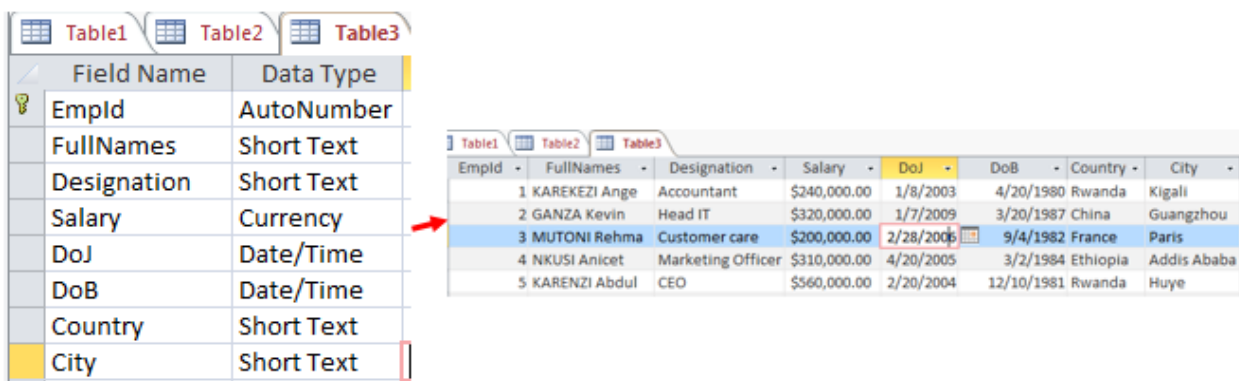 Table1 Table2 Table3
Field Name Data Type
EmpId AutoNumber
FullNames Short Text
Designation Short Text
Salary Currency
DoJ Date/Time
DoB Date/Time
Country Short Text
City Short Text
Table1 Table2 Table3
EmpId FullNames Designation Salary DoJ DoB Country City
1 KAREKEZI Ange Accountant $240,000.00 1/8/2003 4/20/1980 Rwanda Kigali
2 GANZA Kevin Head IT $320,000.00 1/7/2009 3/20/1987 China Guangzhou
3 MUTONI Rehma Customer care $200,000.00 2/28/2006 9/4/1982 France Paris
4 NKUSI Anicet Marketing Officer $310,000.00 4/20/2005 3/2/1984 Ethiopia Addis Ababa
5 KARENZI Abdul CEO $560,000.00 2/20/2004 12/10/1981 Rwanda Huye